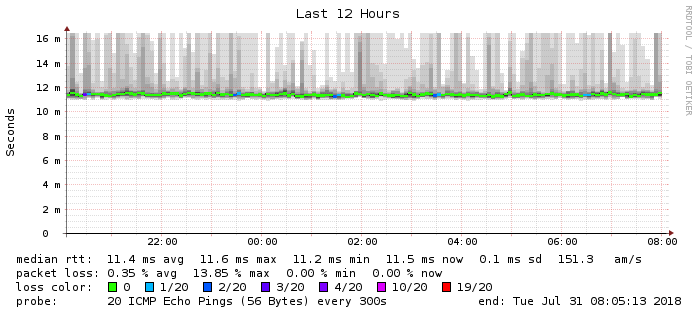 Last 12 Hours
RRDTOOL / TOBI OETIKER
Seconds
16 m
14 m
12 m
10 m
8 m
6 m
4 m
2 m
0
22:00 00:00 02:00 04:00 06:00 08:00
median rtt: 11.4 ms avg 11.6 ms max 11.2 ms min 11.5 ms now 0.1 ms sd 151.3 am/s
packet loss: 0.35 % avg 13.85 % max 0.00 % min 0.00 % now
loss color: 0 1/20 2/20 3/20 4/20 10/20 19/20
probe: 20 ICMP Echo Pings (56 Bytes) every 300s end: Tue Jul 31 08:05:13 2018